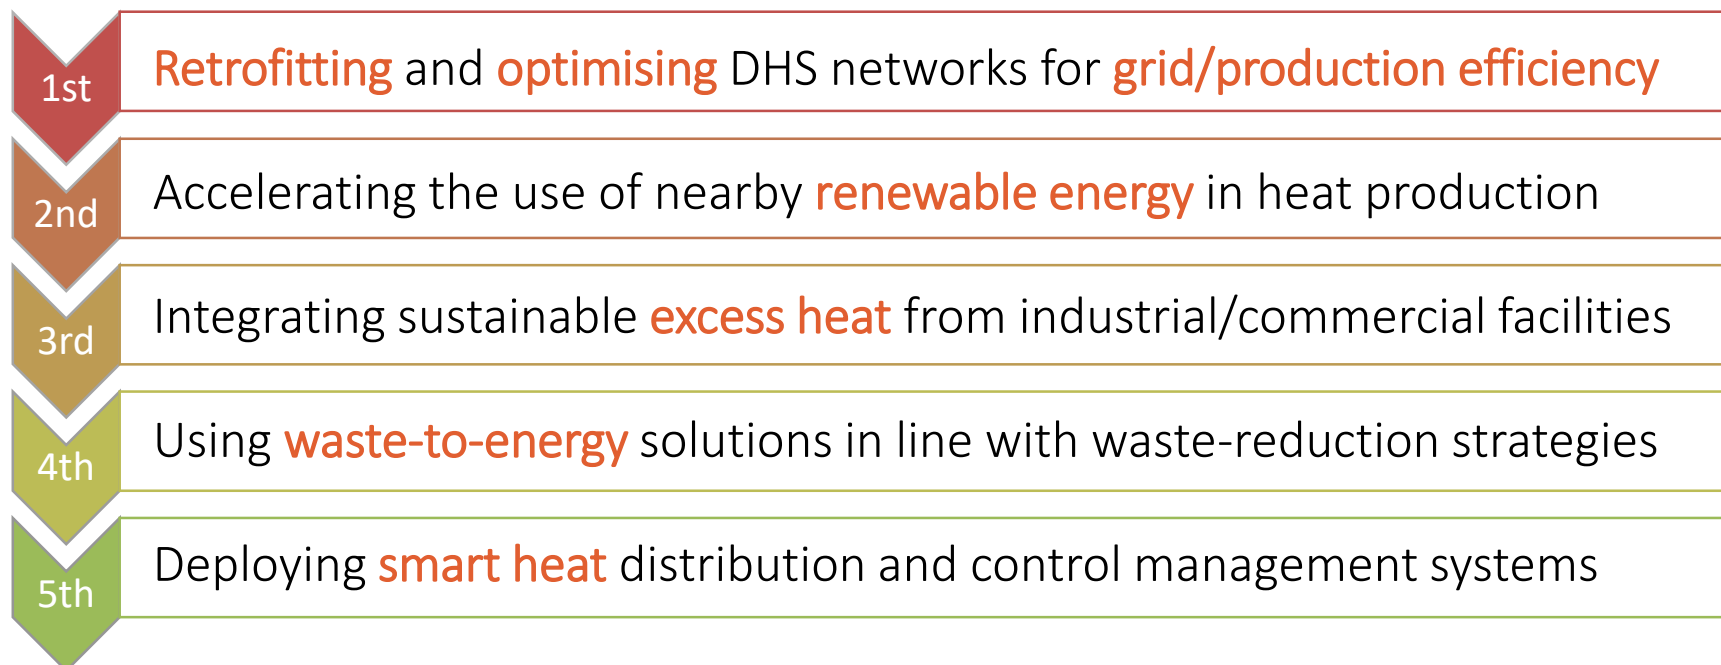 1st
Retrofitting and optimising DHS networks for grid/production efficiency
2nd
Accelerating the use of nearby renewable energy in heat production
3rd
Integrating sustainable excess heat from industrial/commercial facilities
4th
Using waste-to-energy solutions in line with waste-reduction strategies
5th
Deploying smart heat distribution and control management systems